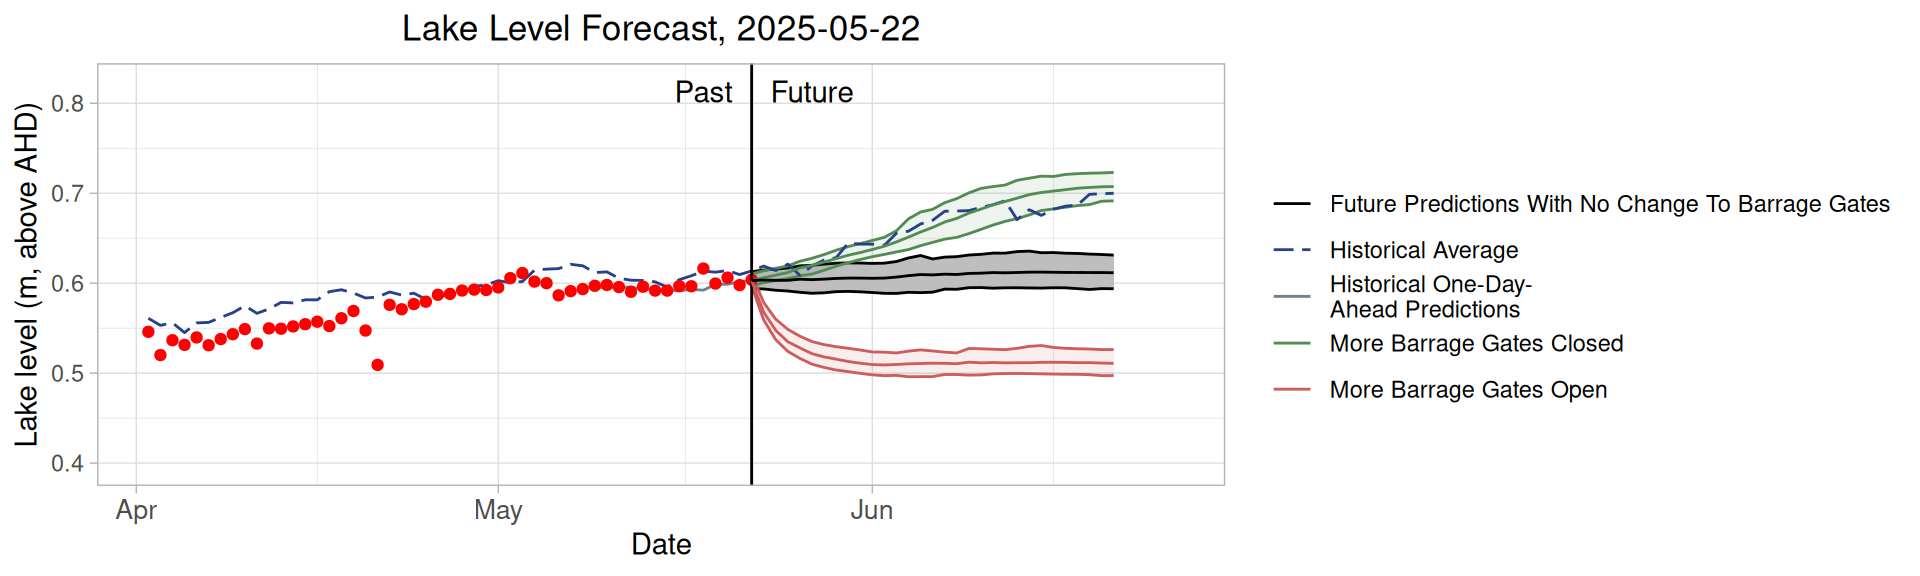 Lake Level Forecast, 2025-05-22
Past
Future
Lake level (m, above AHD)
0.8
0.7
0.6
0.5
0.4
Apr
May
Jun
Date
Future Predictions With No Change To Barrage Gates
Historical Average
Historical One-Day-
Ahead Predictions
More Barrage Gates Closed
More Barrage Gates Open